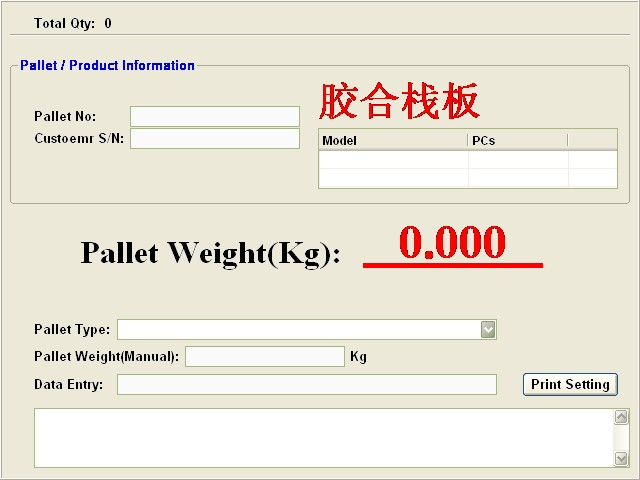 Total Qty: 0
Pallet / Product Information
胶合栈板
Pallet No:
Custoemr S/N:
Model PCs
Pallet Weight(Kg): 0.000
Pallet Type:
Pallet Weight(Manual): Kg
Data Entry: Print Setting